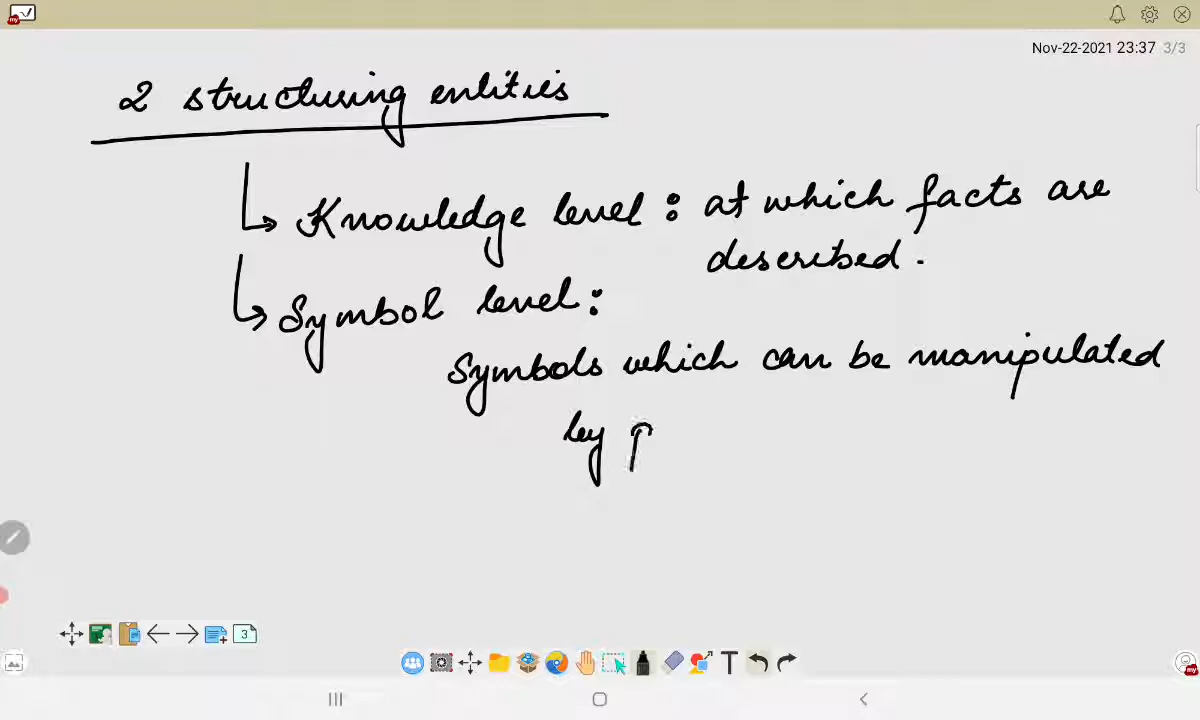 Nov-22-2021 23:37 3/3
2 structuring entities
Knowledge level: at which facts are
described.
Symbol level:
Symbols which can be manipulated
by
3
T